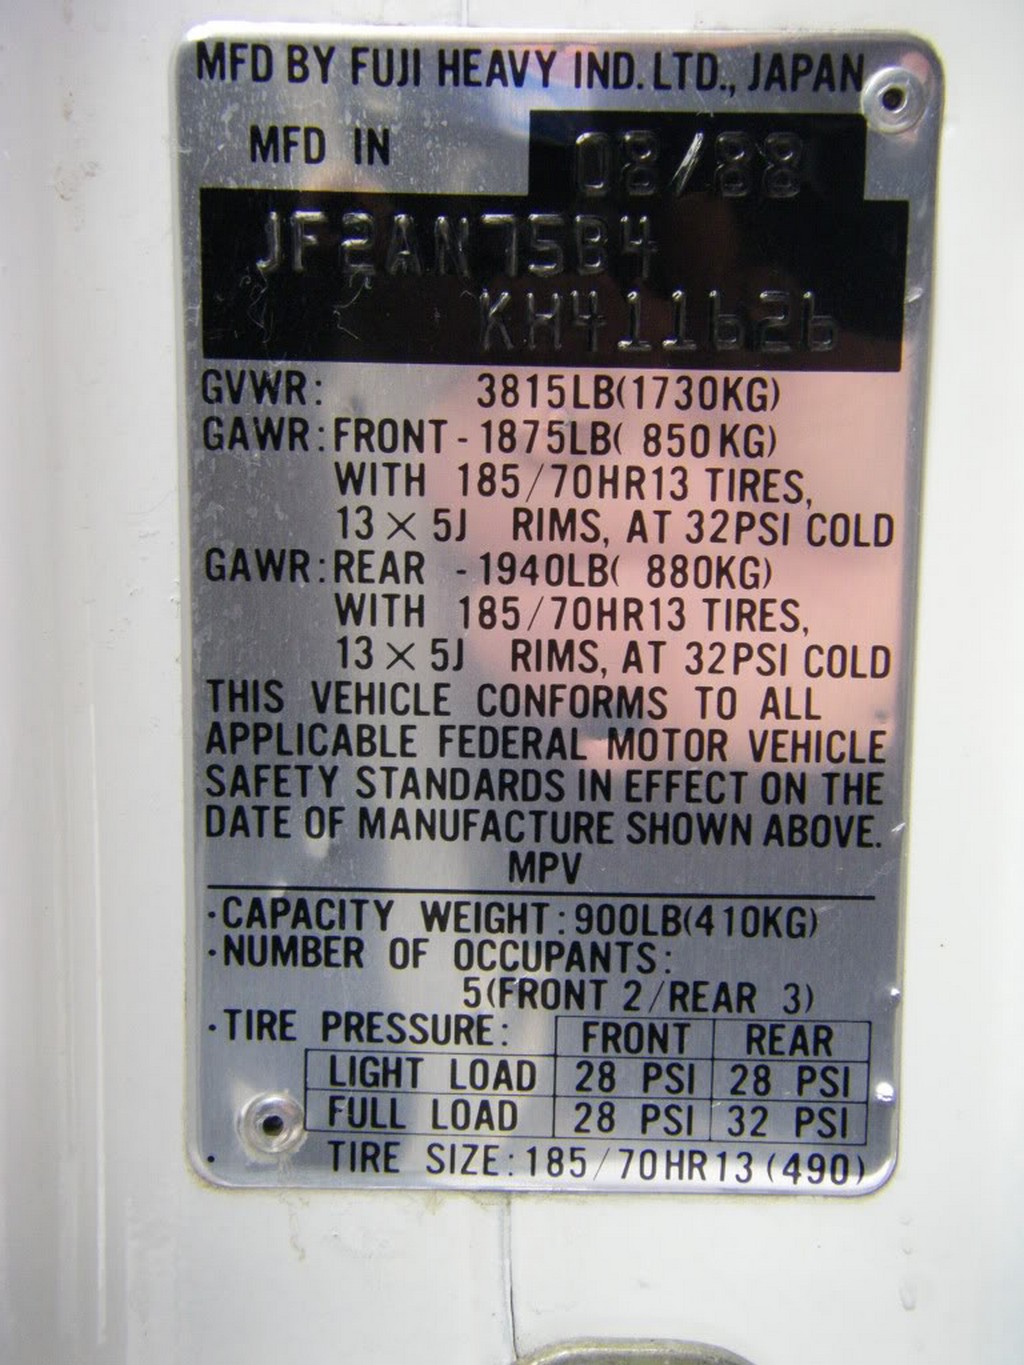 MFD BY FUJI HEAVY IND. LTD., JAPAN
MFD IN 08/88
JF2AN75B4
KH411626
GVWR: 3815LB(1730KG)
GAWR: FRONT - 1875LB( 850KG)
WITH 185/70HR13 TIRES,
13 × 5J RIMS, AT 32PSI COLD
GAWR: REAR - 1940LB( 880KG)
WITH 185/70HR13 TIRES,
13 × 5J RIMS, AT 32PSI COLD
THIS VEHICLE CONFORMS TO ALL
APPLICABLE FEDERAL MOTOR VEHICLE
SAFETY STANDARDS IN EFFECT ON THE
DATE OF MANUFACTURE SHOWN ABOVE.
MPV
·CAPACITY WEIGHT: 900LB(410KG)
·NUMBER OF OCCUPANTS:
5(FRONT 2/REAR 3)
·TIRE PRESSURE: FRONT REAR
LIGHT LOAD 28 PSI 28 PSI
FULL LOAD 28 PSI 32 PSI
· TIRE SIZE: 185/70HR13 (490)